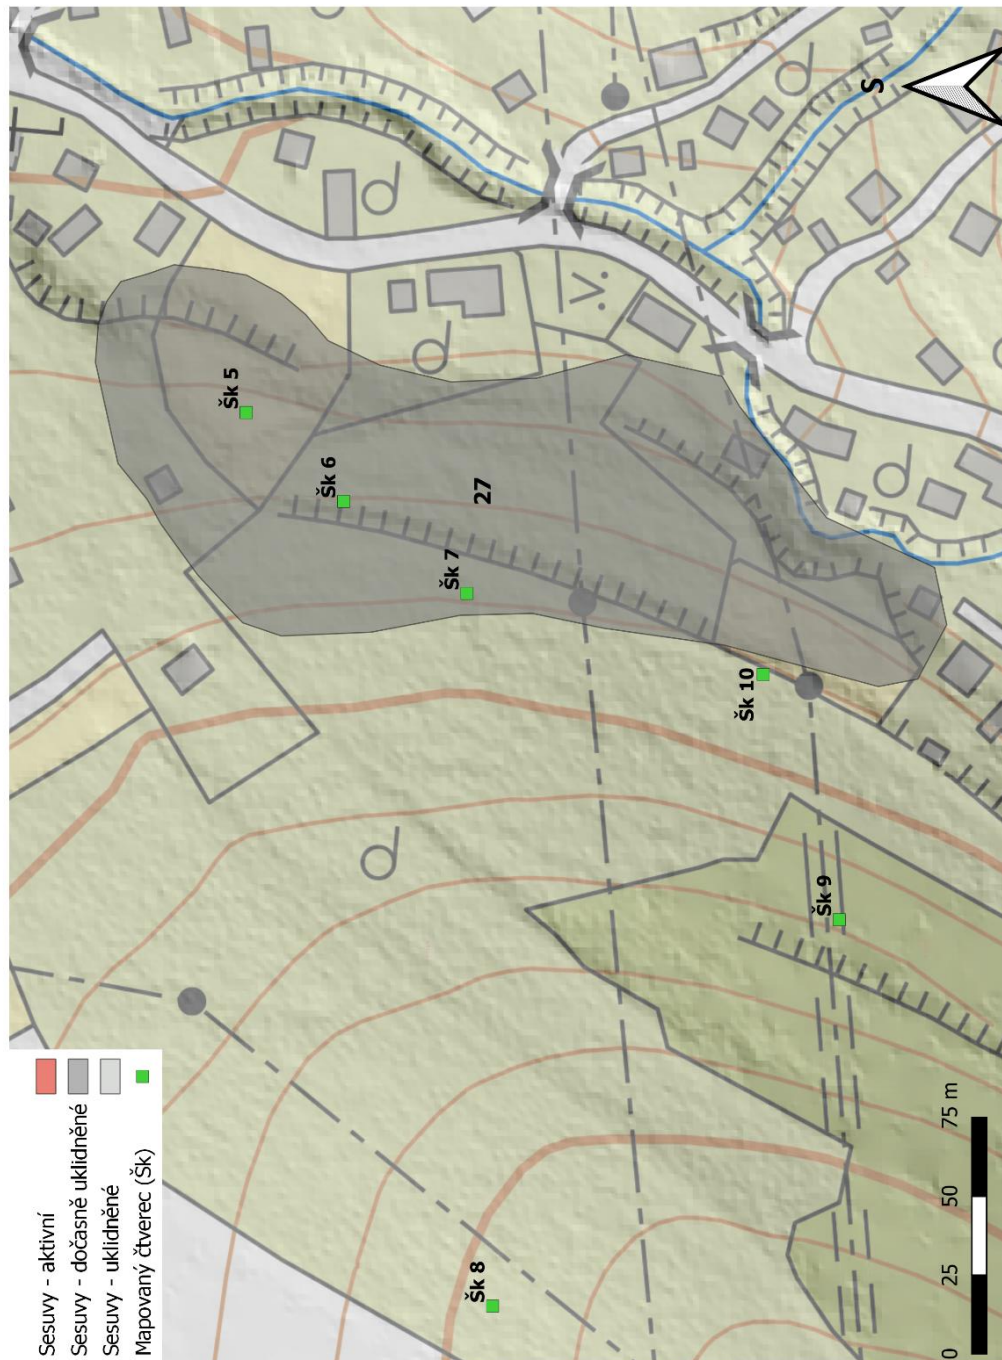 Sesuvy - aktivní
Sesuvy - dočasně uklidněné
Sesuvy - uklidněné
Mapovaný čtverec (Šk)
Šk 5
Šk 6
Šk 7
27
Šk 10
Šk 9
Šk 8
S
0 25 50 75 m